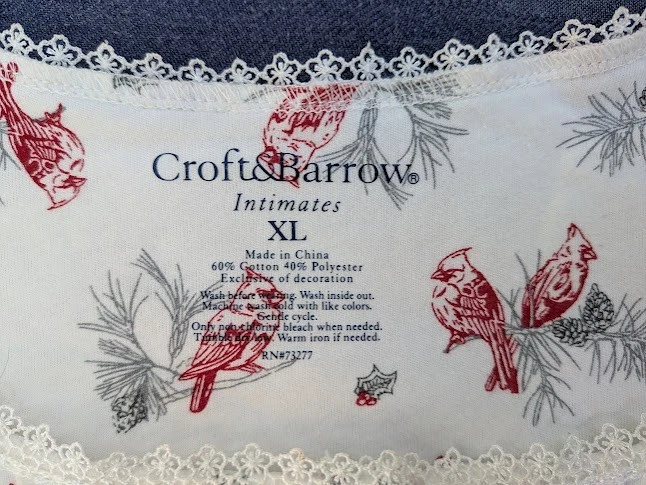 Croft&Barrow®
Intimates
XL
Made in China
60% Cotton 40% Polyester
Exclusive of decoration
Wash before wearing. Wash inside out.
Machine wash cold with like colors.
Gentle cycle.
Only non-chlorine bleach when needed.
Tumble dry low. Warm iron if needed.
RN#73277